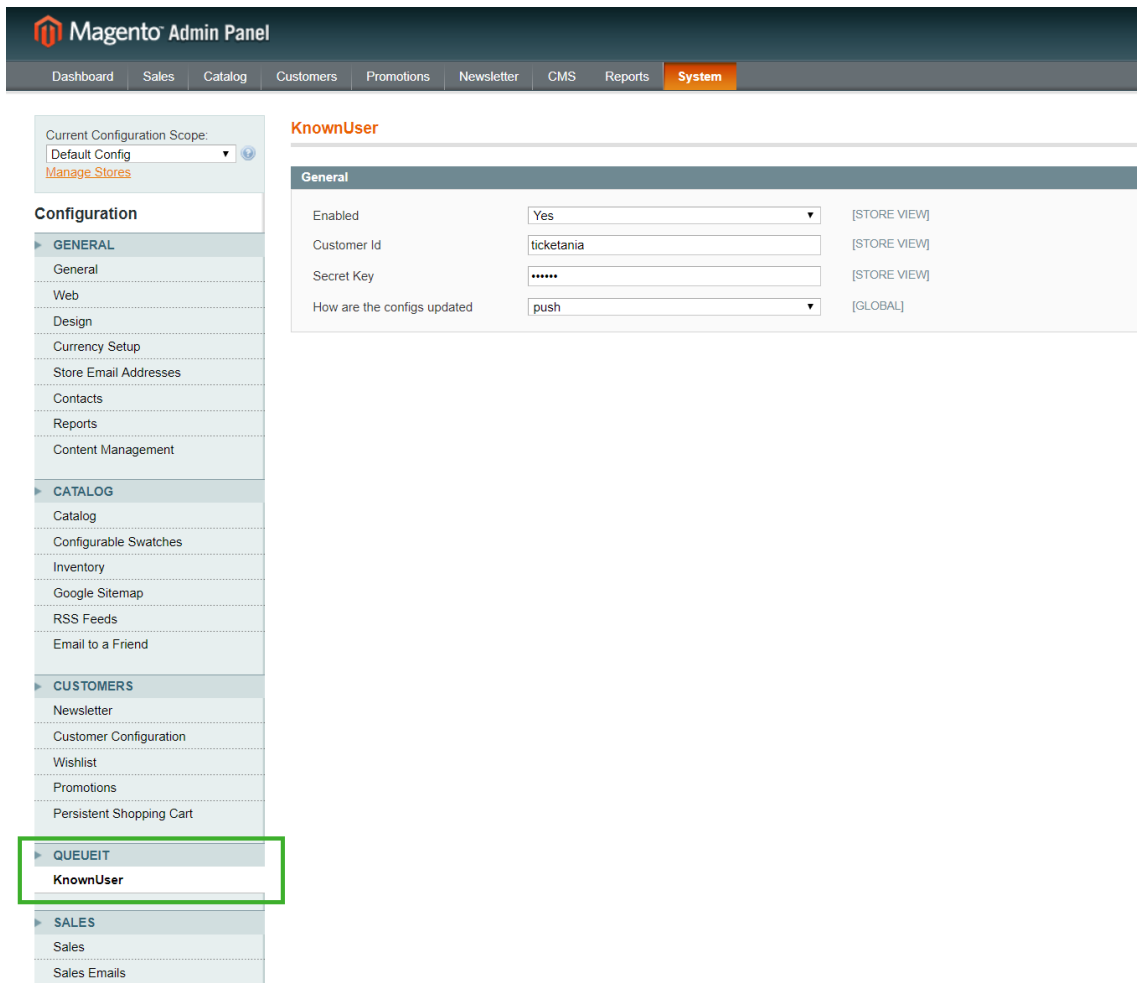 Magento™ Admin Panel
Dashboard Sales Catalog Customers Promotions Newsletter CMS Reports System
Current Configuration Scope:
Default Config
Manage Stores
Configuration
GENERAL
General
Web
Design
Currency Setup
Store Email Addresses
Contacts
Reports
Content Management
CATALOG
Catalog
Configurable Swatches
Inventory
Google Sitemap
RSS Feeds
Email to a Friend
CUSTOMERS
Newsletter
Customer Configuration
Wishlist
Promotions
Persistent Shopping Cart
QUEUEIT
KnownUser
SALES
Sales
Sales Emails
KnownUser
General
Enabled Yes [STORE VIEW]
Customer Id ticketania [STORE VIEW]
Secret Key •••••• [STORE VIEW]
How are the configs updated push [GLOBAL]